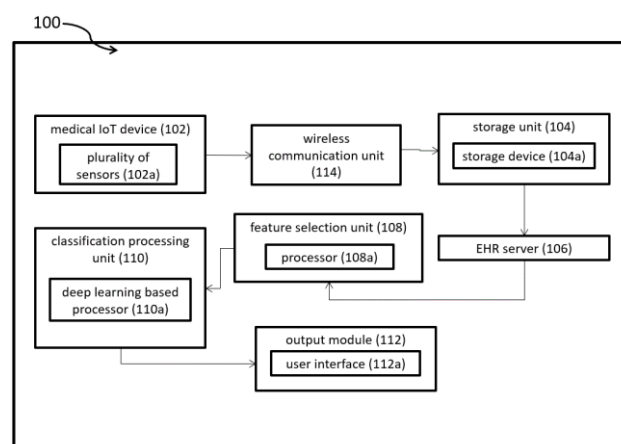 100
medical IoT device (102)
plurality of
sensors (102a)
wireless
communication unit
(114)
storage unit (104)
storage device (104a)
EHR server (106)
feature selection unit (108)
processor (108a)
classification processing
unit (110)
deep learning based
processor (110a)
output module (112)
user interface (112a)